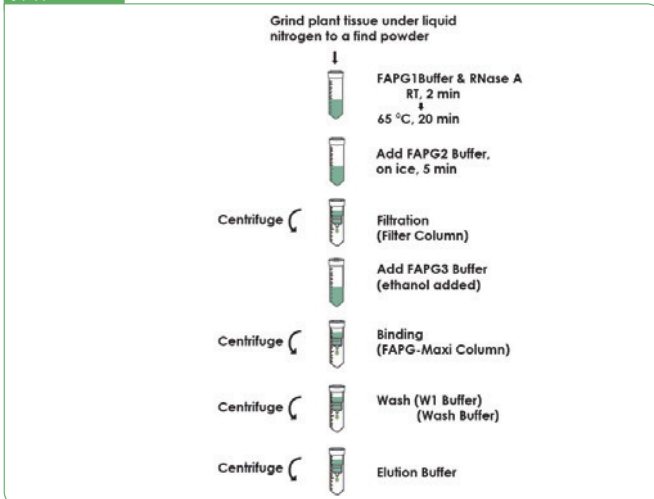 Grind plant tissue under liquid
nitrogen to a find powder
FAPG1Buffer & RNase A
RT, 2 min
65 °C, 20 min
Add FAPG2 Buffer,
on ice, 5 min
Centrifuge
Filtration
(Filter Column)
Add FAPG3 Buffer
(ethanol added)
Centrifuge
Binding
(FAPG-Maxi Column)
Centrifuge
Wash (W1 Buffer)
(Wash Buffer)
Centrifuge
Elution Buffer